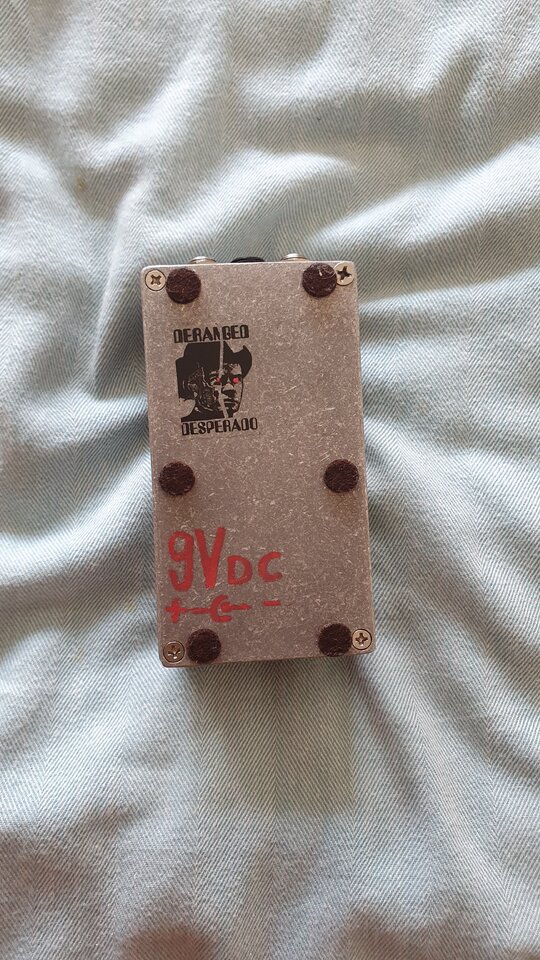 DERANGED
DESPERADO
9VDC
+ -